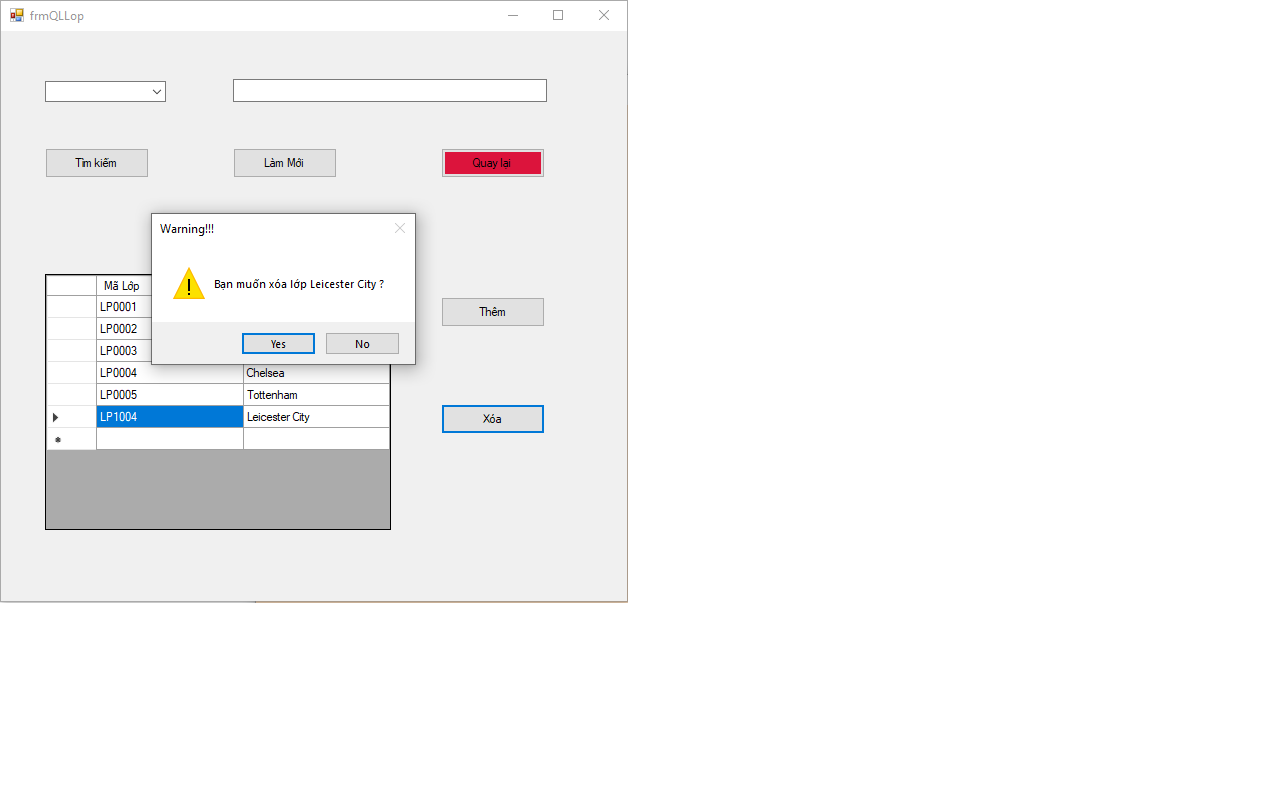 frmQLLop
Tìm kiếm
Làm Mới
Quay lại
Warning!!!
Bạn muốn xóa lớp Leicester City ?
Yes
No
Mã Lớp
LP0001
LP0002
LP0003
LP0004 Chelsea
LP0005 Tottenham
LP1004 Leicester City
Thêm
Xóa